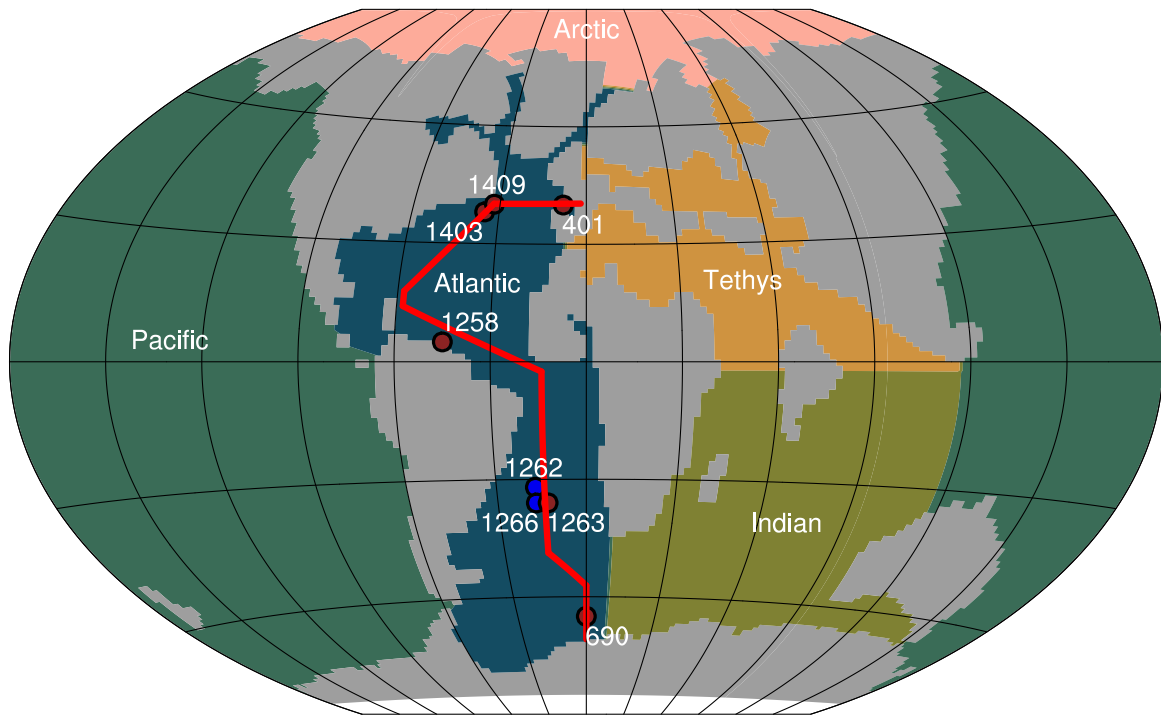 Arctic
1409
401
1403
Atlantic
Tethys
1258
Pacific
1262
1266
1263
Indian
690